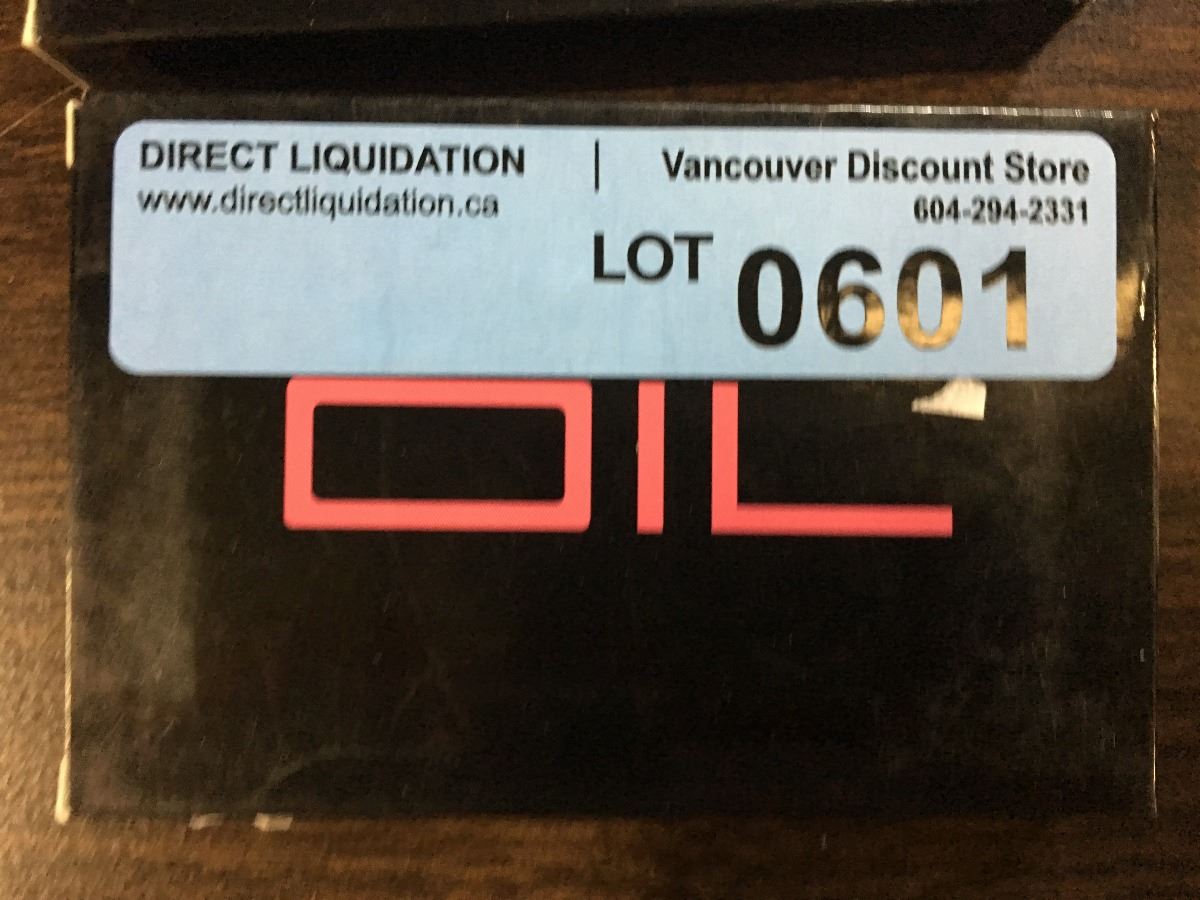 DIRECT LIQUIDATION | Vancouver Discount Store
www.directliquidation.ca 604-294-2331
LOT 0601
OIL